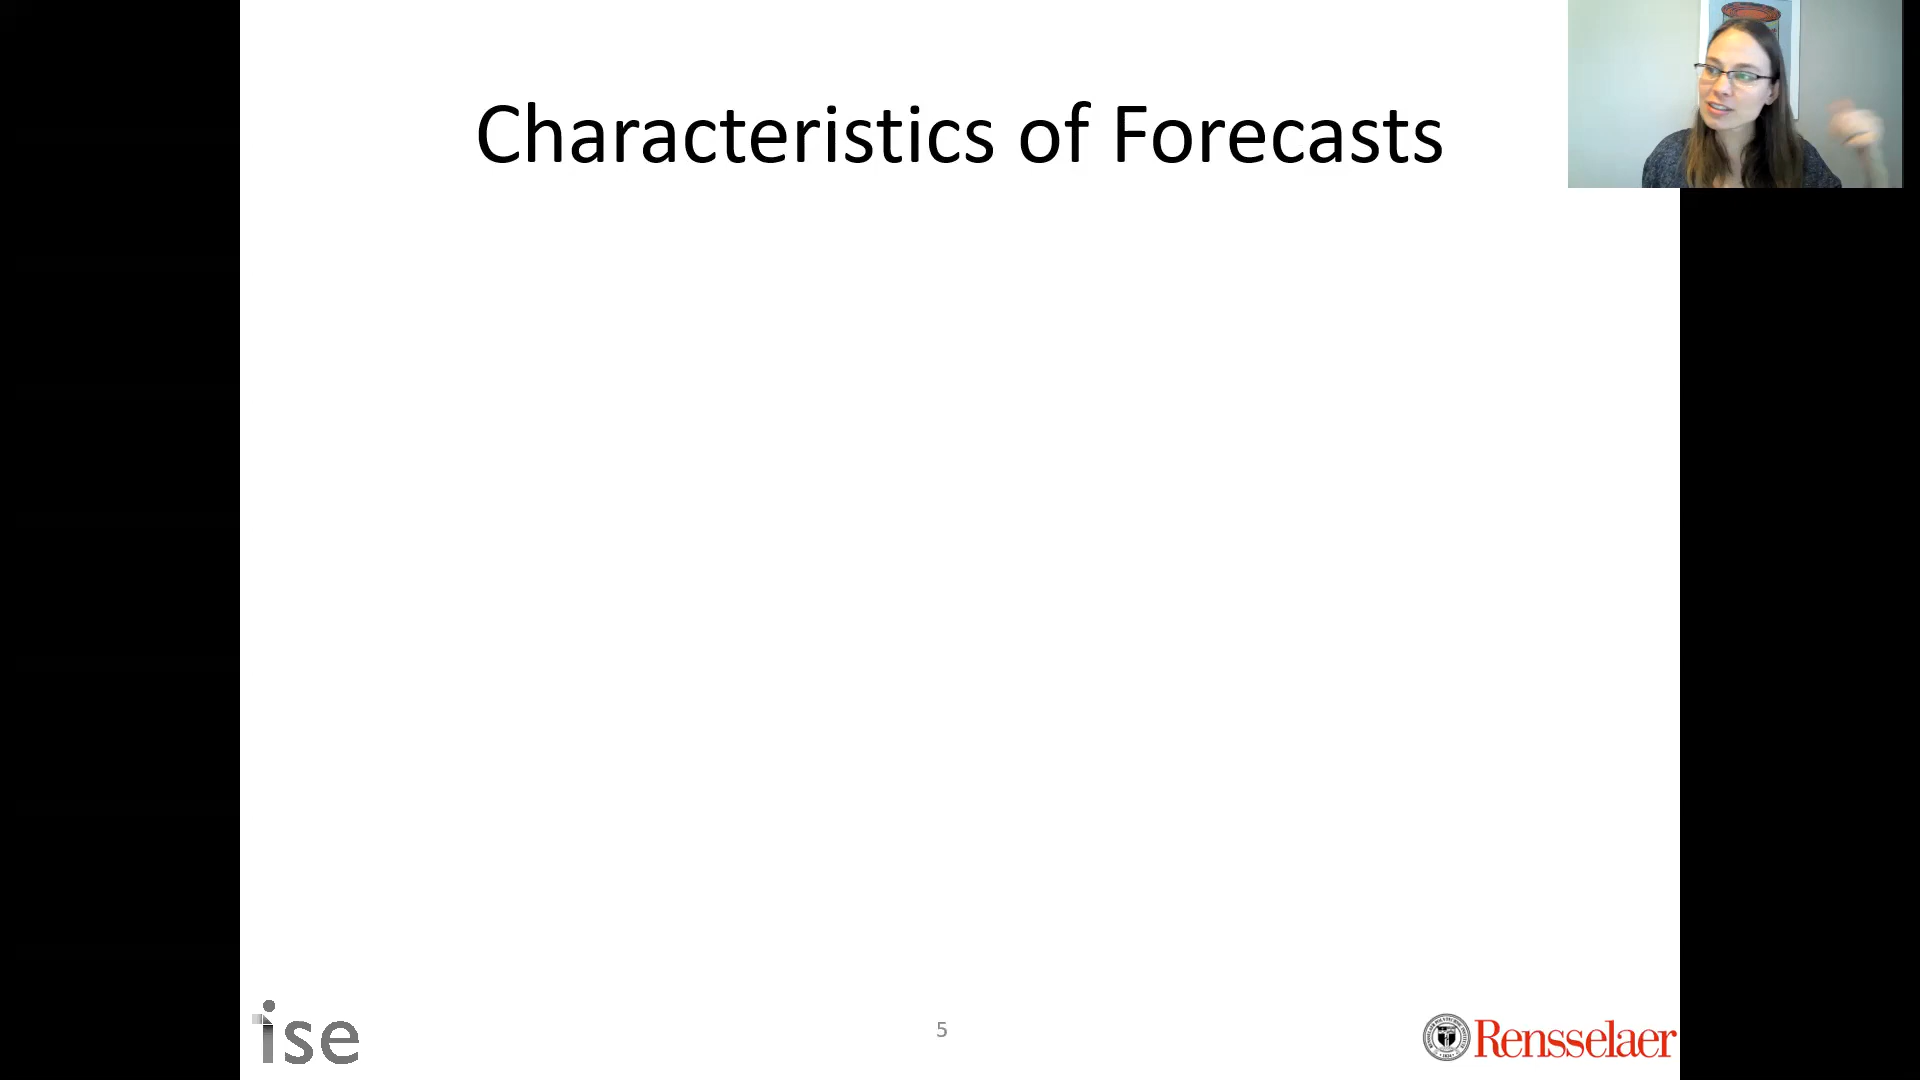 Characteristics of Forecasts
ise
5
Rensselaer